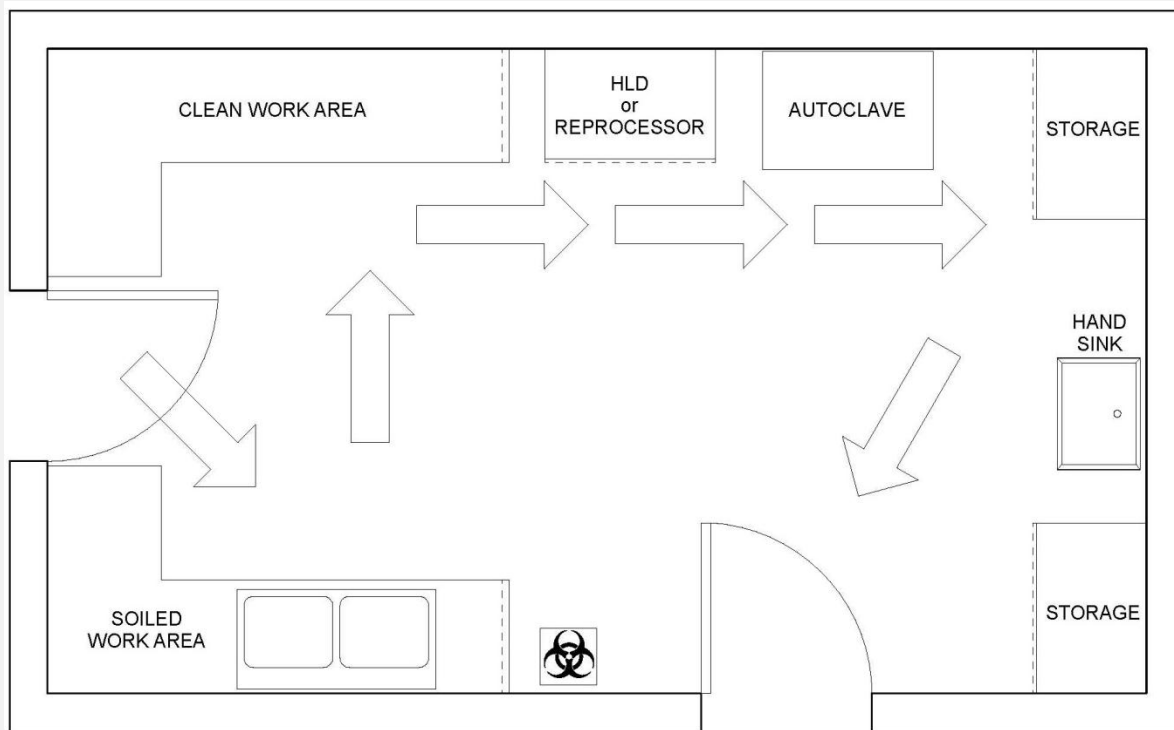 CLEAN WORK AREA
HLD
or
REPROCESSOR
AUTOCLAVE
STORAGE
HAND
SINK
SOILED
WORK AREA
STORAGE